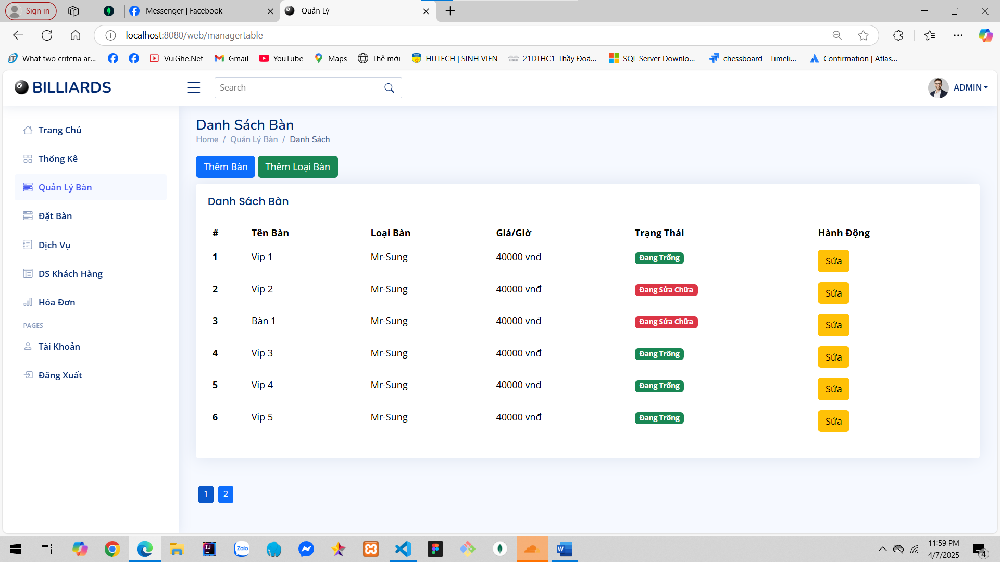 Sign in
Messenger | Facebook
Quản Lý
localhost:8080/web/managertable
What two criteria ar...
VuiGhe.Net
Gmail
YouTube
Maps
Thẻ mới
HUTECH | SINH VIEN
21DTHC1-Thầy Đoà...
SQL Server Downlo...
chessboard - Timeli...
Confirmation | Atlas...
BILLIARDS
Search
ADMIN
Trang Chủ
Thống Kê
Quản Lý Bàn
Đặt Bàn
Dịch Vụ
DS Khách Hàng
Hóa Đơn
PAGES
Tài Khoản
Đăng Xuất
Danh Sách Bàn
Home / Quản Lý Bàn / Danh Sách
Thêm Bàn
Thêm Loại Bàn
Danh Sách Bàn
# Tên Bàn Loại Bàn Giá/Giờ Trạng Thái Hành Động
1 Vip 1 Mr-Sung 40000 vnđ Đang Trống Sửa
2 Vip 2 Mr-Sung 40000 vnđ Đang Sửa Chữa Sửa
3 Bàn 1 Mr-Sung 40000 vnđ Đang Sửa Chữa Sửa
4 Vip 3 Mr-Sung 40000 vnđ Đang Trống Sửa
5 Vip 4 Mr-Sung 40000 vnđ Đang Trống Sửa
6 Vip 5 Mr-Sung 40000 vnđ Đang Trống Sửa
1 2
IJ
Zalo
W
11:59 PM
4/7/2025
4